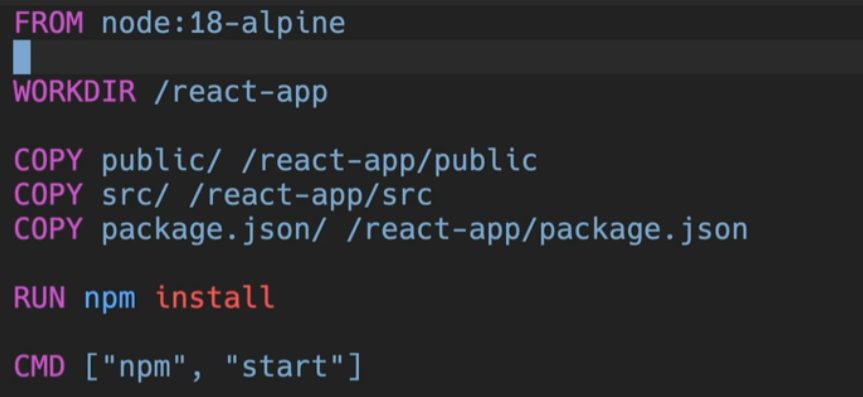 FROM node:18-alpine
WORKDIR /react-app
COPY public/ /react-app/public
COPY src/ /react-app/src
COPY package.json/ /react-app/package.json
RUN npm install
CMD ["npm", "start"]